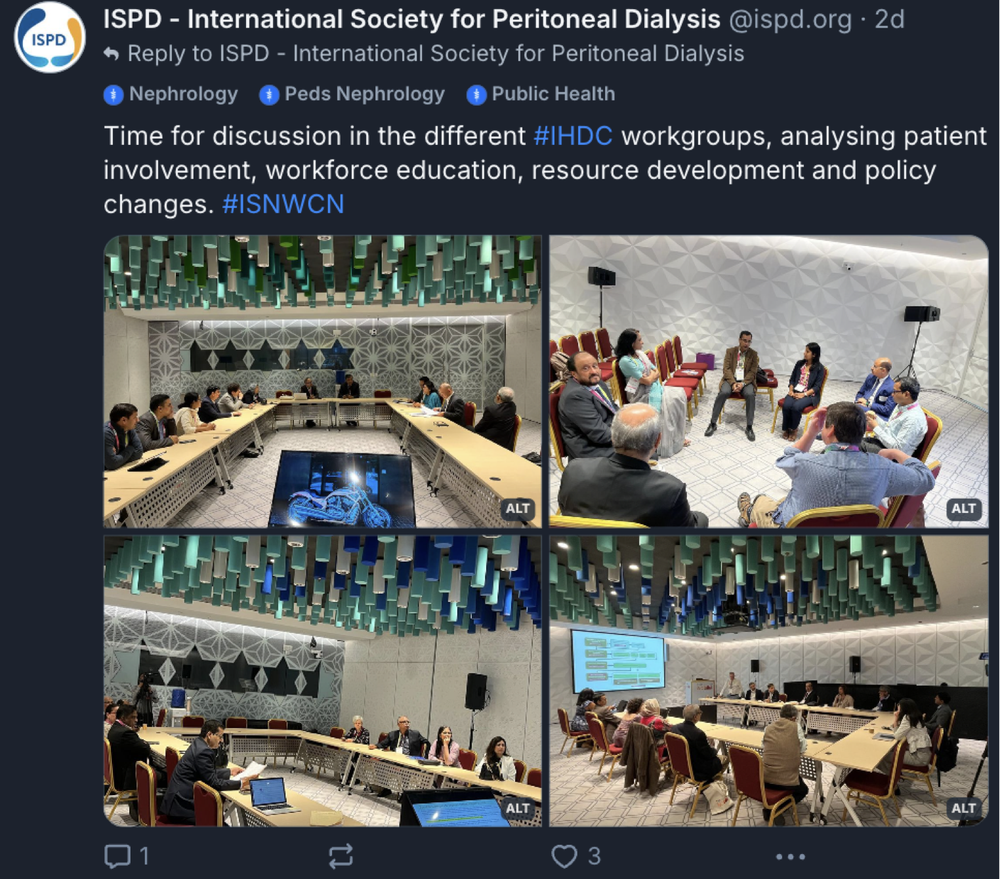 ISPD
ISPD - International Society for Peritoneal Dialysis @ispd.org · 2d
Reply to ISPD - International Society for Peritoneal Dialysis
Nephrology Peds Nephrology Public Health
Time for discussion in the different #IHDC workgroups, analysing patient
involvement, workforce education, resource development and policy
changes. #ISNWCN
ALT
ALT
ALT
ALT
1
3